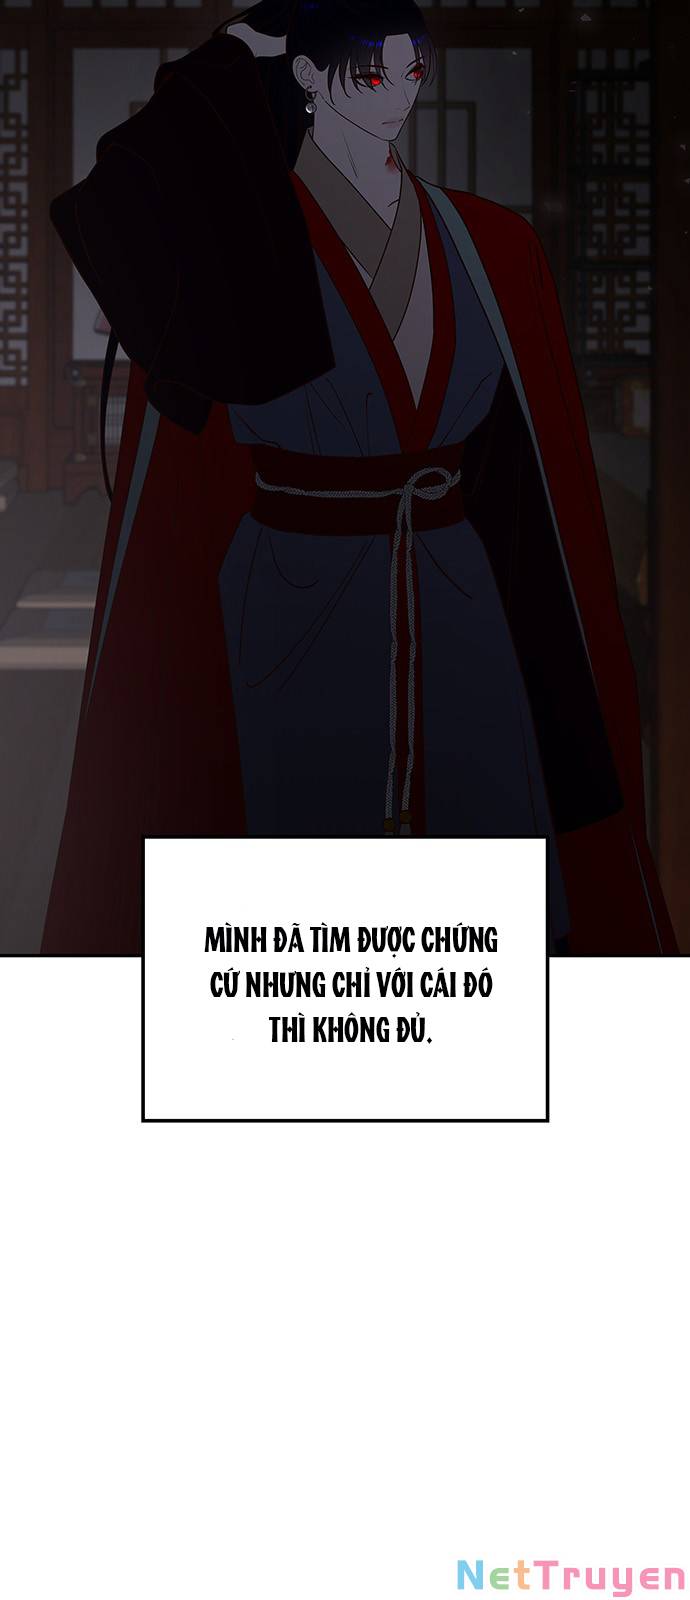 MÌNH ĐÃ TÌM ĐƯỢC CHỨNG
CỨ NHƯNG CHỈ VỚI CÁI ĐÓ
THÌ KHÔNG ĐỦ.
NetTruyen